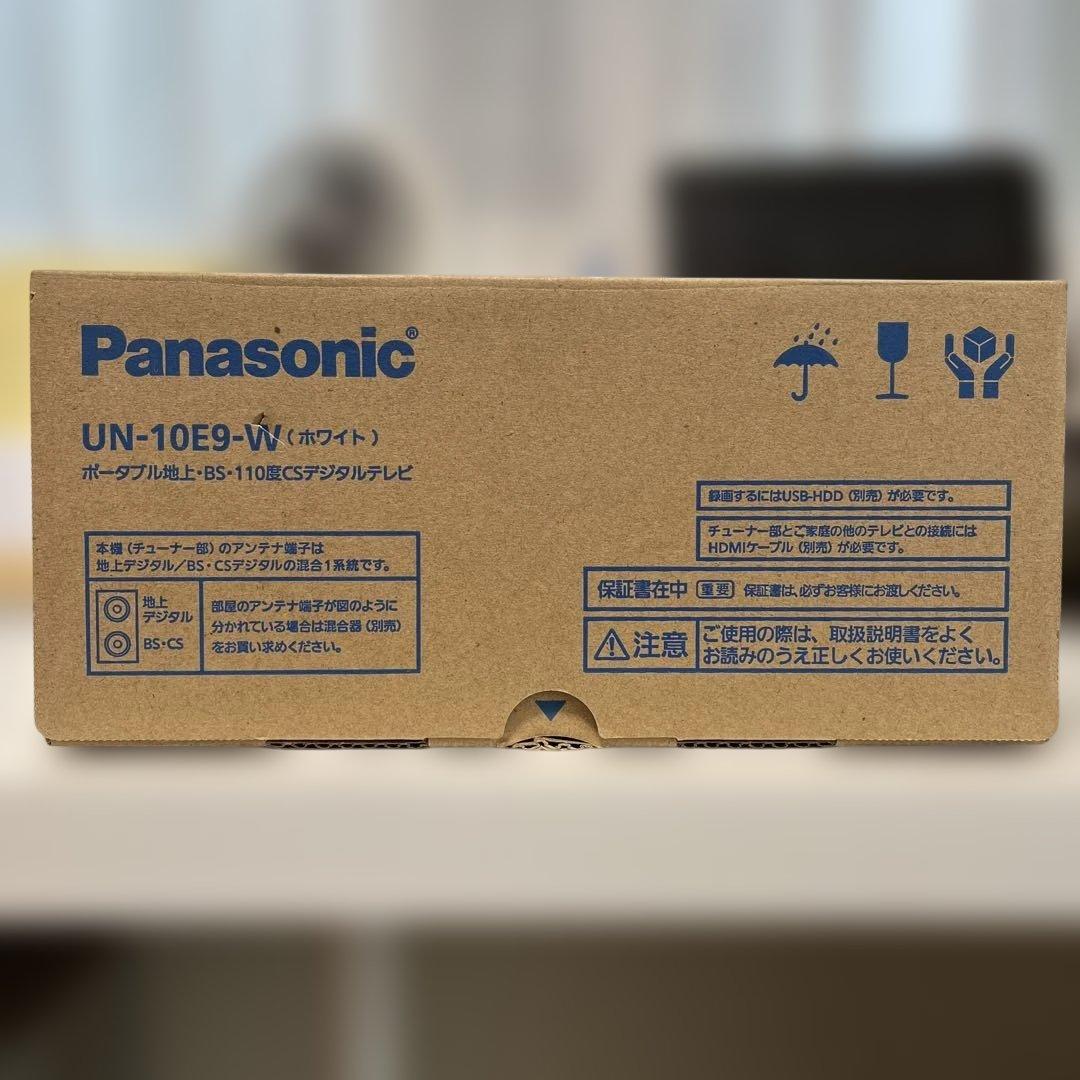 Panasonic®
UN-10E9-W（ホワイト）
ポータブル地上・BS・110度CSデジタルテレビ
本機（チューナー部）のアンテナ端子は
地上デジタル／BS・CSデジタルの混合1系統です。
地上
デジタル
BS・CS
部屋のアンテナ端子が図のように
分かれている場合は混合器（別売）
をお買い求めください。
録画するにはUSB-HDD（別売）が必要です。
チューナー部とご家庭の他のテレビとの接続には
HDMIケーブル（別売）が必要です。
保証書在中 重要 保証書は、必ずお客様にお渡しください。
注意 ご使用の際は、取扱説明書をよく
お読みのうえ正しくお使いください。